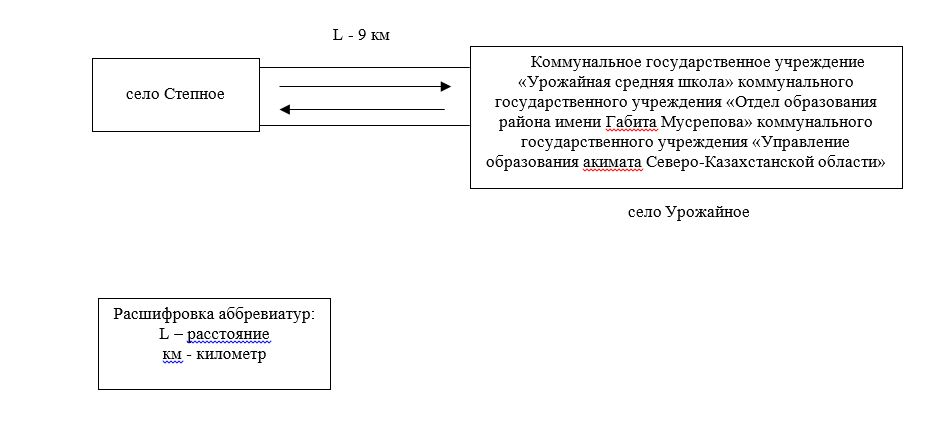 L - 9 км
село Степное
Коммунальное государственное учреждение
«Урожайная средняя школа» коммунального
государственного учреждения «Отдел образования
района имени Габита Мусрепова» коммунального
государственного учреждения «Управление
образования акимата Северо-Казахстанской области»
село Урожайное
Расшифровка аббревиатур:
L – расстояние
км - километр